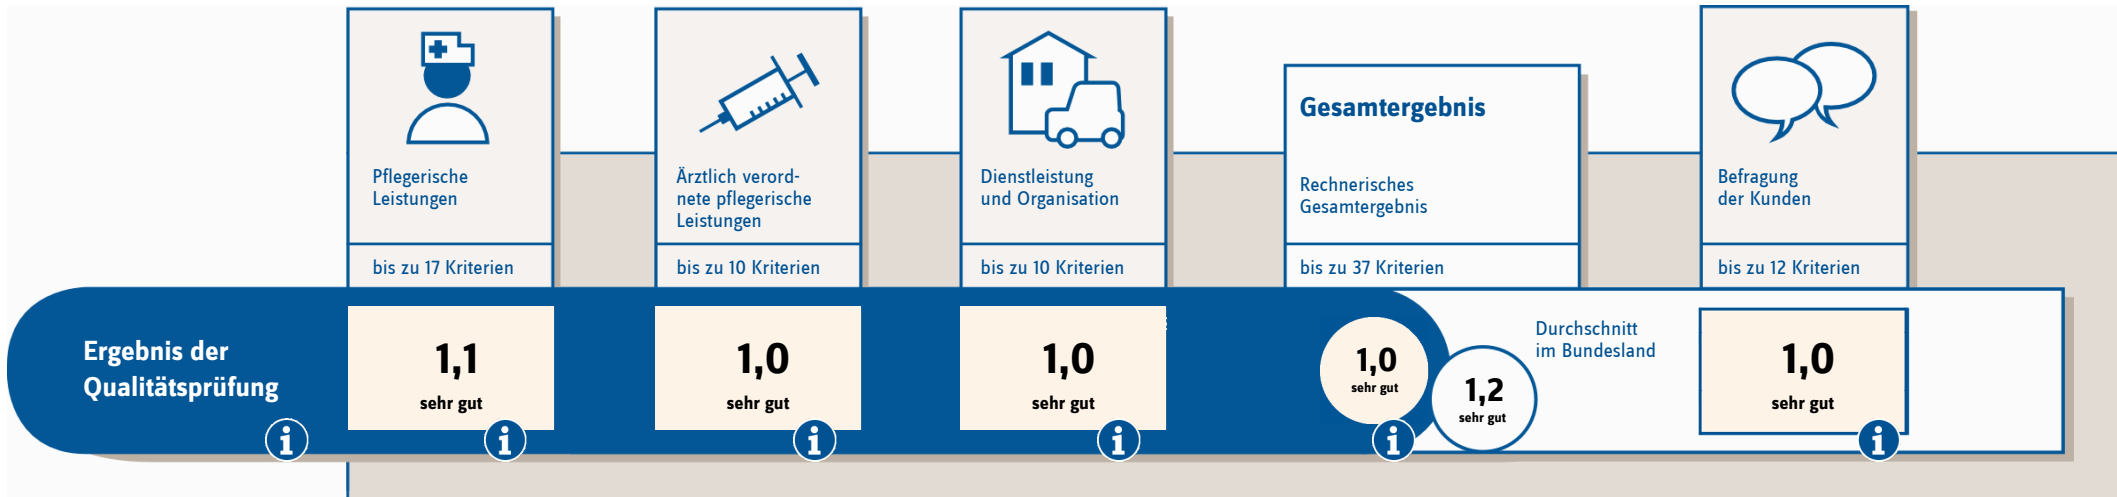 Pflegerische
Leistungen
bis zu 17 Kriterien
Ärztlich verord-
nete pflegerische
Leistungen
bis zu 10 Kriterien
Dienstleistung
und Organisation
bis zu 10 Kriterien
Gesamtergebnis
Rechnerisches
Gesamtergebnis
bis zu 37 Kriterien
Befragung
der Kunden
bis zu 12 Kriterien
Ergebnis der
Qualitätsprüfung
i
1,1
sehr gut
i
1,0
sehr gut
i
1,0
sehr gut
i
1,0
sehr gut
i
1,2
sehr gut
Durchschnitt
im Bundesland
1,0
sehr gut
i